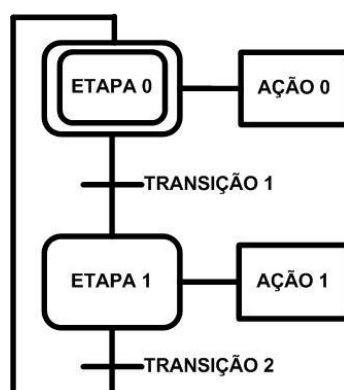 ETAPA 0
AÇÃO 0
TRANSIÇÃO 1
ETAPA 1
AÇÃO 1
TRANSIÇÃO 2